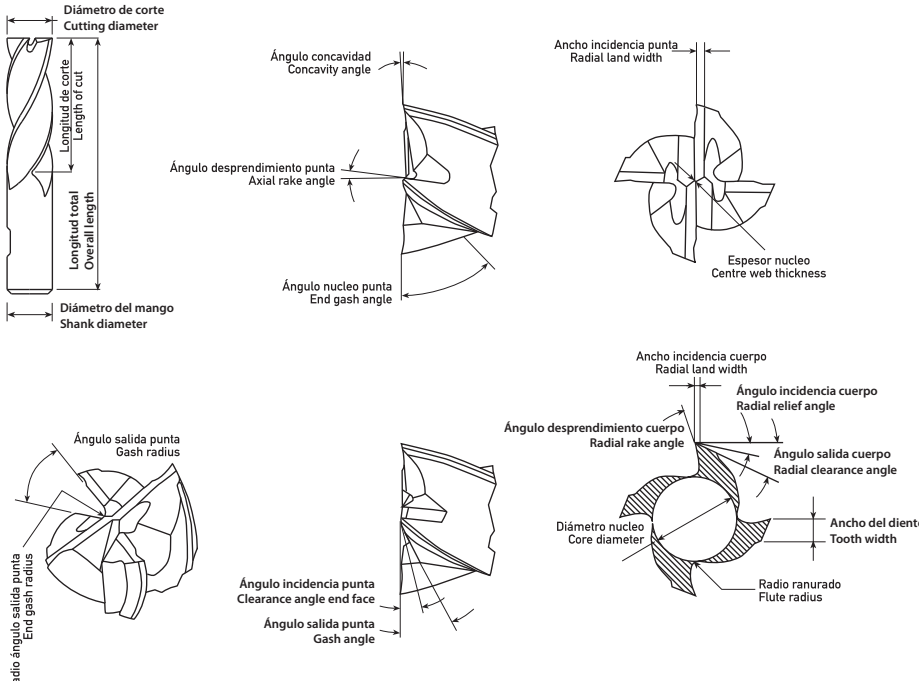 Diámetro de corte
Cutting diameter
Longitud de corte
Length of cut
Longitud total
Overall length
Diámetro del mango
Shank diameter
Ángulo concavidad
Concavity angle
Ángulo desprendimiento punta
Axial rake angle
Ángulo nucleo punta
End gash angle
Ancho incidencia punta
Radial land width
Espesor nucleo
Centre web thickness
Ángulo salida punta
Gash radius
adio ángulo salida punta
End gash radius
Ángulo incidencia punta
Clearance angle end face
Ángulo salida punta
Gash angle
Ancho incidencia cuerpo
Radial land width
Ángulo incidencia cuerpo
Radial relief angle
Ángulo desprendimiento cuerpo
Radial rake angle
Ángulo salida cuerpo
Radial clearance angle
Diámetro nucleo
Core diameter
Ancho del diente
Tooth width
Radio ranurado
Flute radius